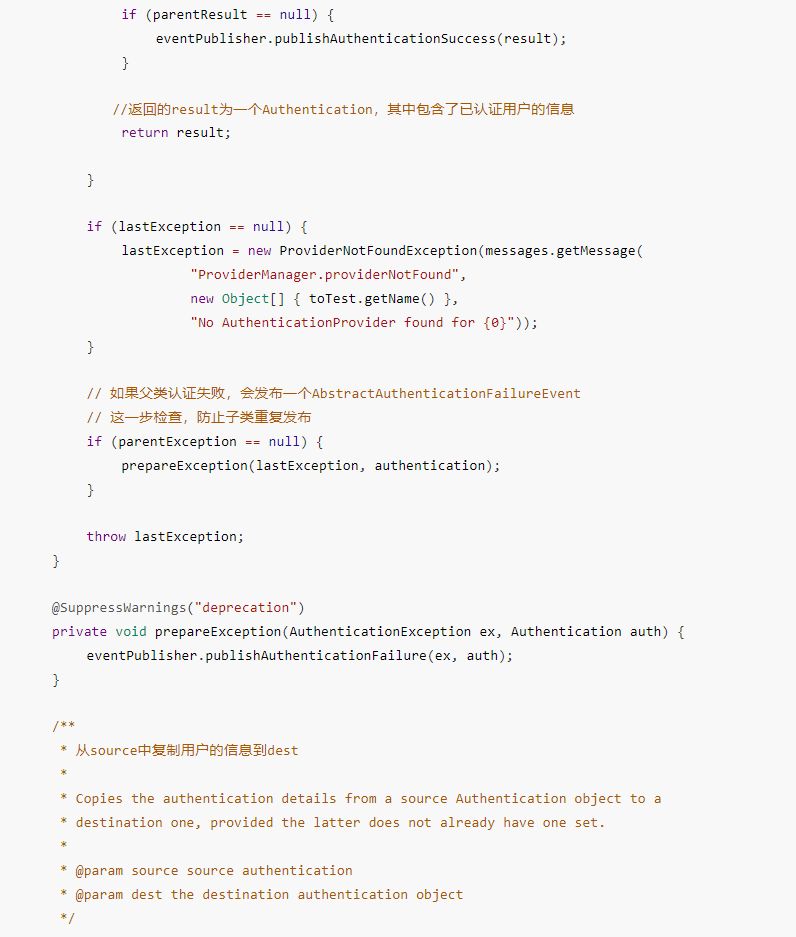 if (parentResult == null) {
eventPublisher.publishAuthenticationSuccess(result);
}
//返回的result为一个Authentication，其中包含了已认证用户的信息
return result;
}
if (lastException == null) {
lastException = new ProviderNotFoundException(messages.getMessage(
"ProviderManager.providerNotFound",
new Object[] { toTest.getName() },
"No AuthenticationProvider found for {0}"));
}
// 如果父类认证失败，会发布一个AbstractAuthenticationFailureEvent
// 这一步检查，防止子类重复发布
if (parentException == null) {
prepareException(lastException, authentication);
}
throw lastException;
}
@SuppressWarnings("deprecation")
private void prepareException(AuthenticationException ex, Authentication auth) {
eventPublisher.publishAuthenticationFailure(ex, auth);
}
/**
* 从source中复制用户的信息到dest
*
* Copies the authentication details from a source Authentication object to a
* destination one, provided the latter does not already have one set.
*
* @param source source authentication
* @param dest the destination authentication object
*/